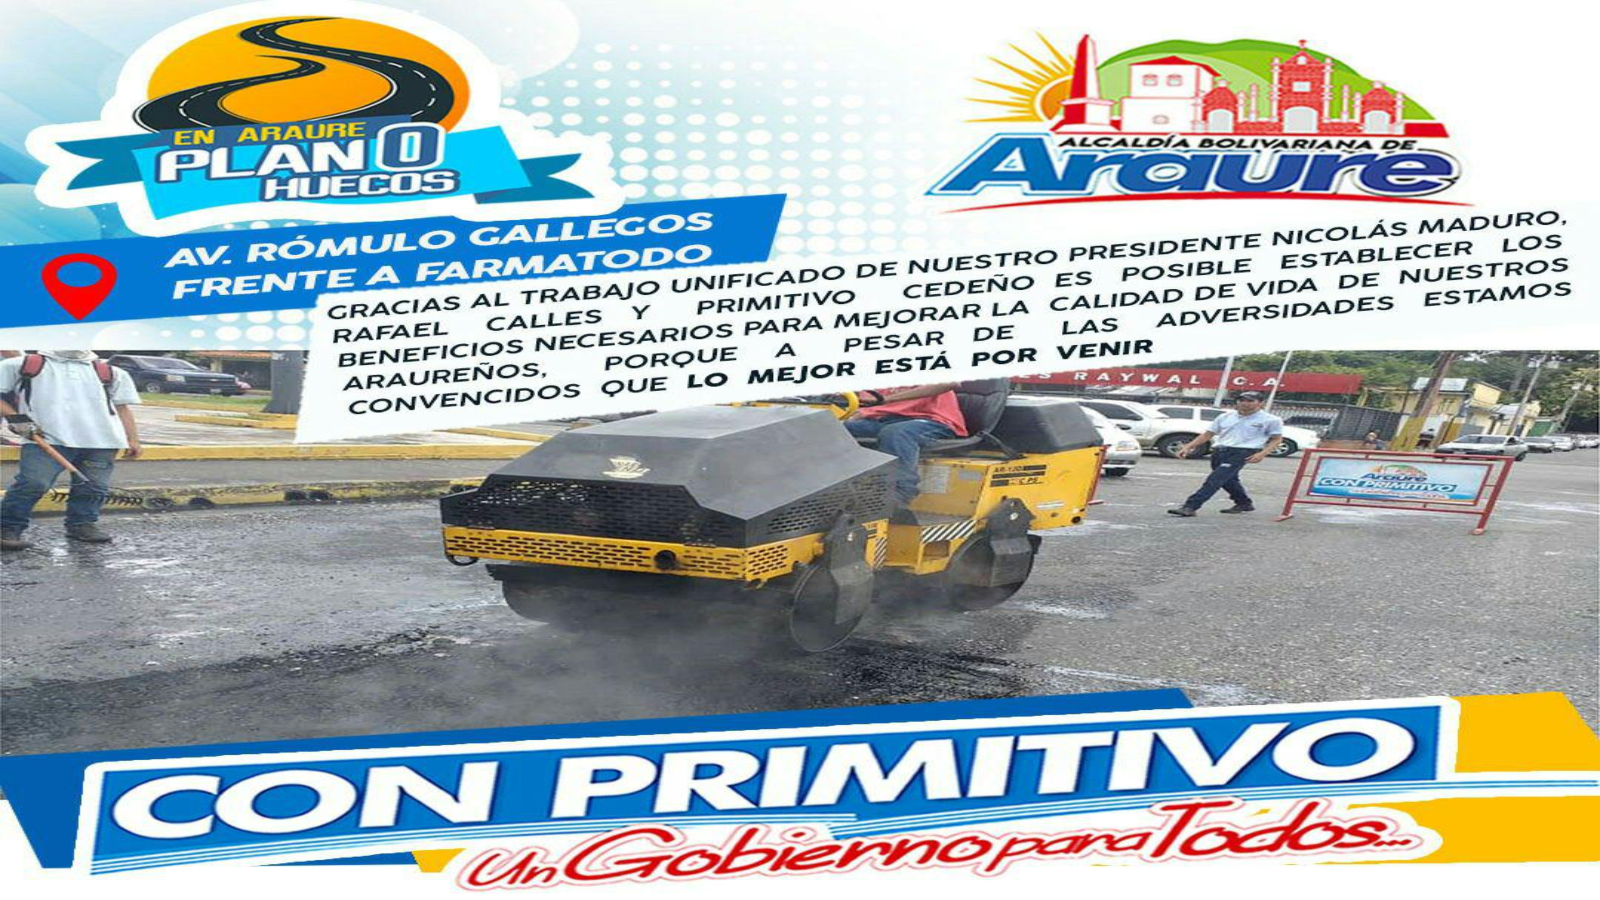 EN ARAURE
PLAN 0
HUECOS
ALCALDÍA BOLIVARIANA DE
Araure
AV. RÓMULO GALLEGOS
FRENTE A FARMATODO
GRACIAS AL TRABAJO UNIFICADO DE NUESTRO PRESIDENTE NICOLÁS MADURO,
RAFAEL CALLES Y PRIMITIVO CEDEÑO ES POSIBLE ESTABLECER LOS
BENEFICIOS NECESARIOS PARA MEJORAR LA CALIDAD DE VIDA DE NUESTROS
ARAUREÑOS, PORQUE A PESAR DE LAS ADVERSIDADES ESTAMOS
CONVENCIDOS QUE LO MEJOR ESTÁ POR VENIR
RAYWAL C.A.
Araure
CON PRIMITIVO
CON PRIMITIVO
Un Gobierno para Todos...